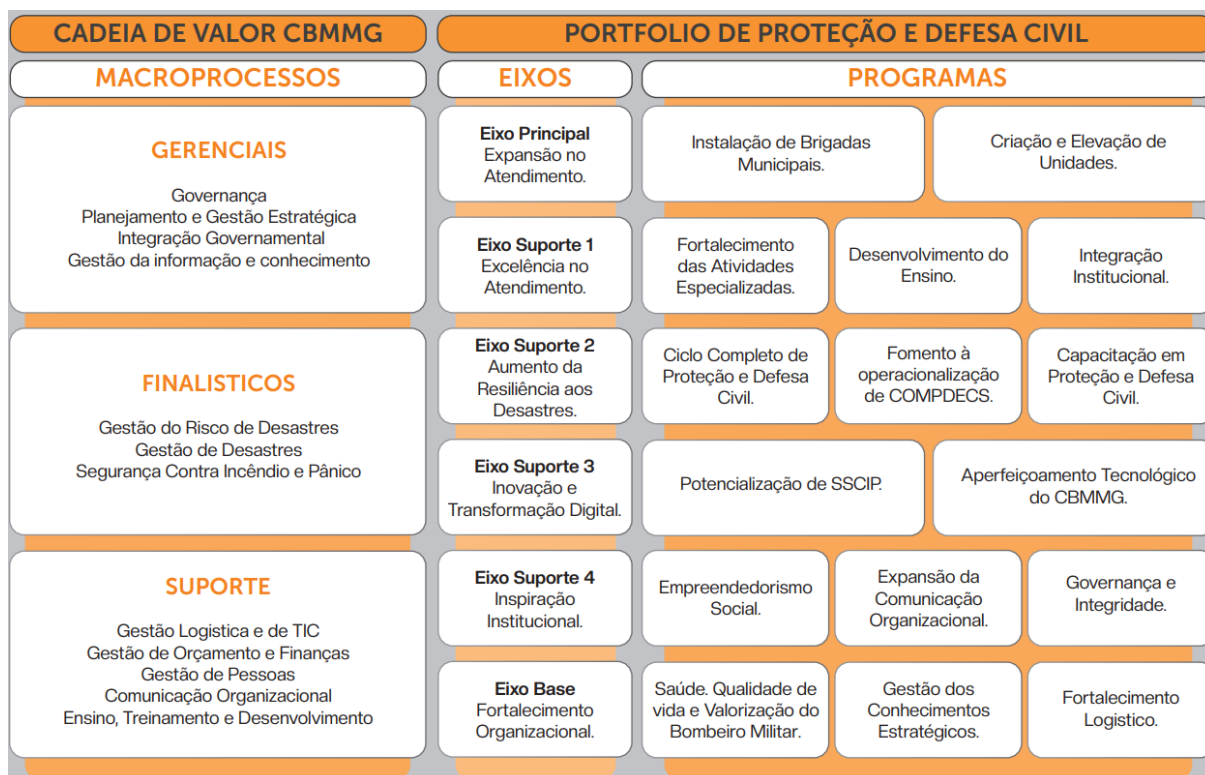 CADEIA DE VALOR CBMMG
PORTFOLIO DE PROTEÇÃO E DEFESA CIVIL
MACROPROCESSOS
EIXOS
PROGRAMAS
GERENCIAIS
Governança
Planejamento e Gestão Estratégica
Integração Governamental
Gestão da informação e conhecimento
Eixo Principal
Expansão no
Atendimento.
Instalação de Brigadas
Municipais.
Criação e Elevação de
Unidades.
Eixo Suporte 1
Excelência no
Atendimento.
Fortalecimento
das Atividades
Especializadas.
Desenvolvimento do
Ensino.
Integração
Institucional.
FINALISTICOS
Gestão do Risco de Desastres
Gestão de Desastres
Segurança Contra Incêndio e Pânico
Eixo Suporte 2
Aumento da
Resiliência aos
Desastres.
Ciclo Completo de
Proteção e Defesa
Civil.
Fomento à
operacionalização
de COMPDECS.
Capacitação em
Proteção e Defesa
Civil.
Eixo Suporte 3
Inovação e
Transformação Digital.
Potencialização de SSCIP.
Aperfeiçoamento Tecnológico
do CBMMG.
SUPORTE
Gestão Logistica e de TIC
Gestão de Orçamento e Finanças
Gestão de Pessoas
Comunicação Organizacional
Ensino, Treinamento e Desenvolvimento
Eixo Suporte 4
Inspiração
Institucional.
Empreendedorismo
Social.
Expansão da
Comunicação
Organizacional.
Governança e
Integridade.
Eixo Base
Fortalecimento
Organizacional.
Saúde. Qualidade de
vida e Valorização do
Bombeiro Militar.
Gestão dos
Conhecimentos
Estratégicos.
Fortalecimento
Logistico.